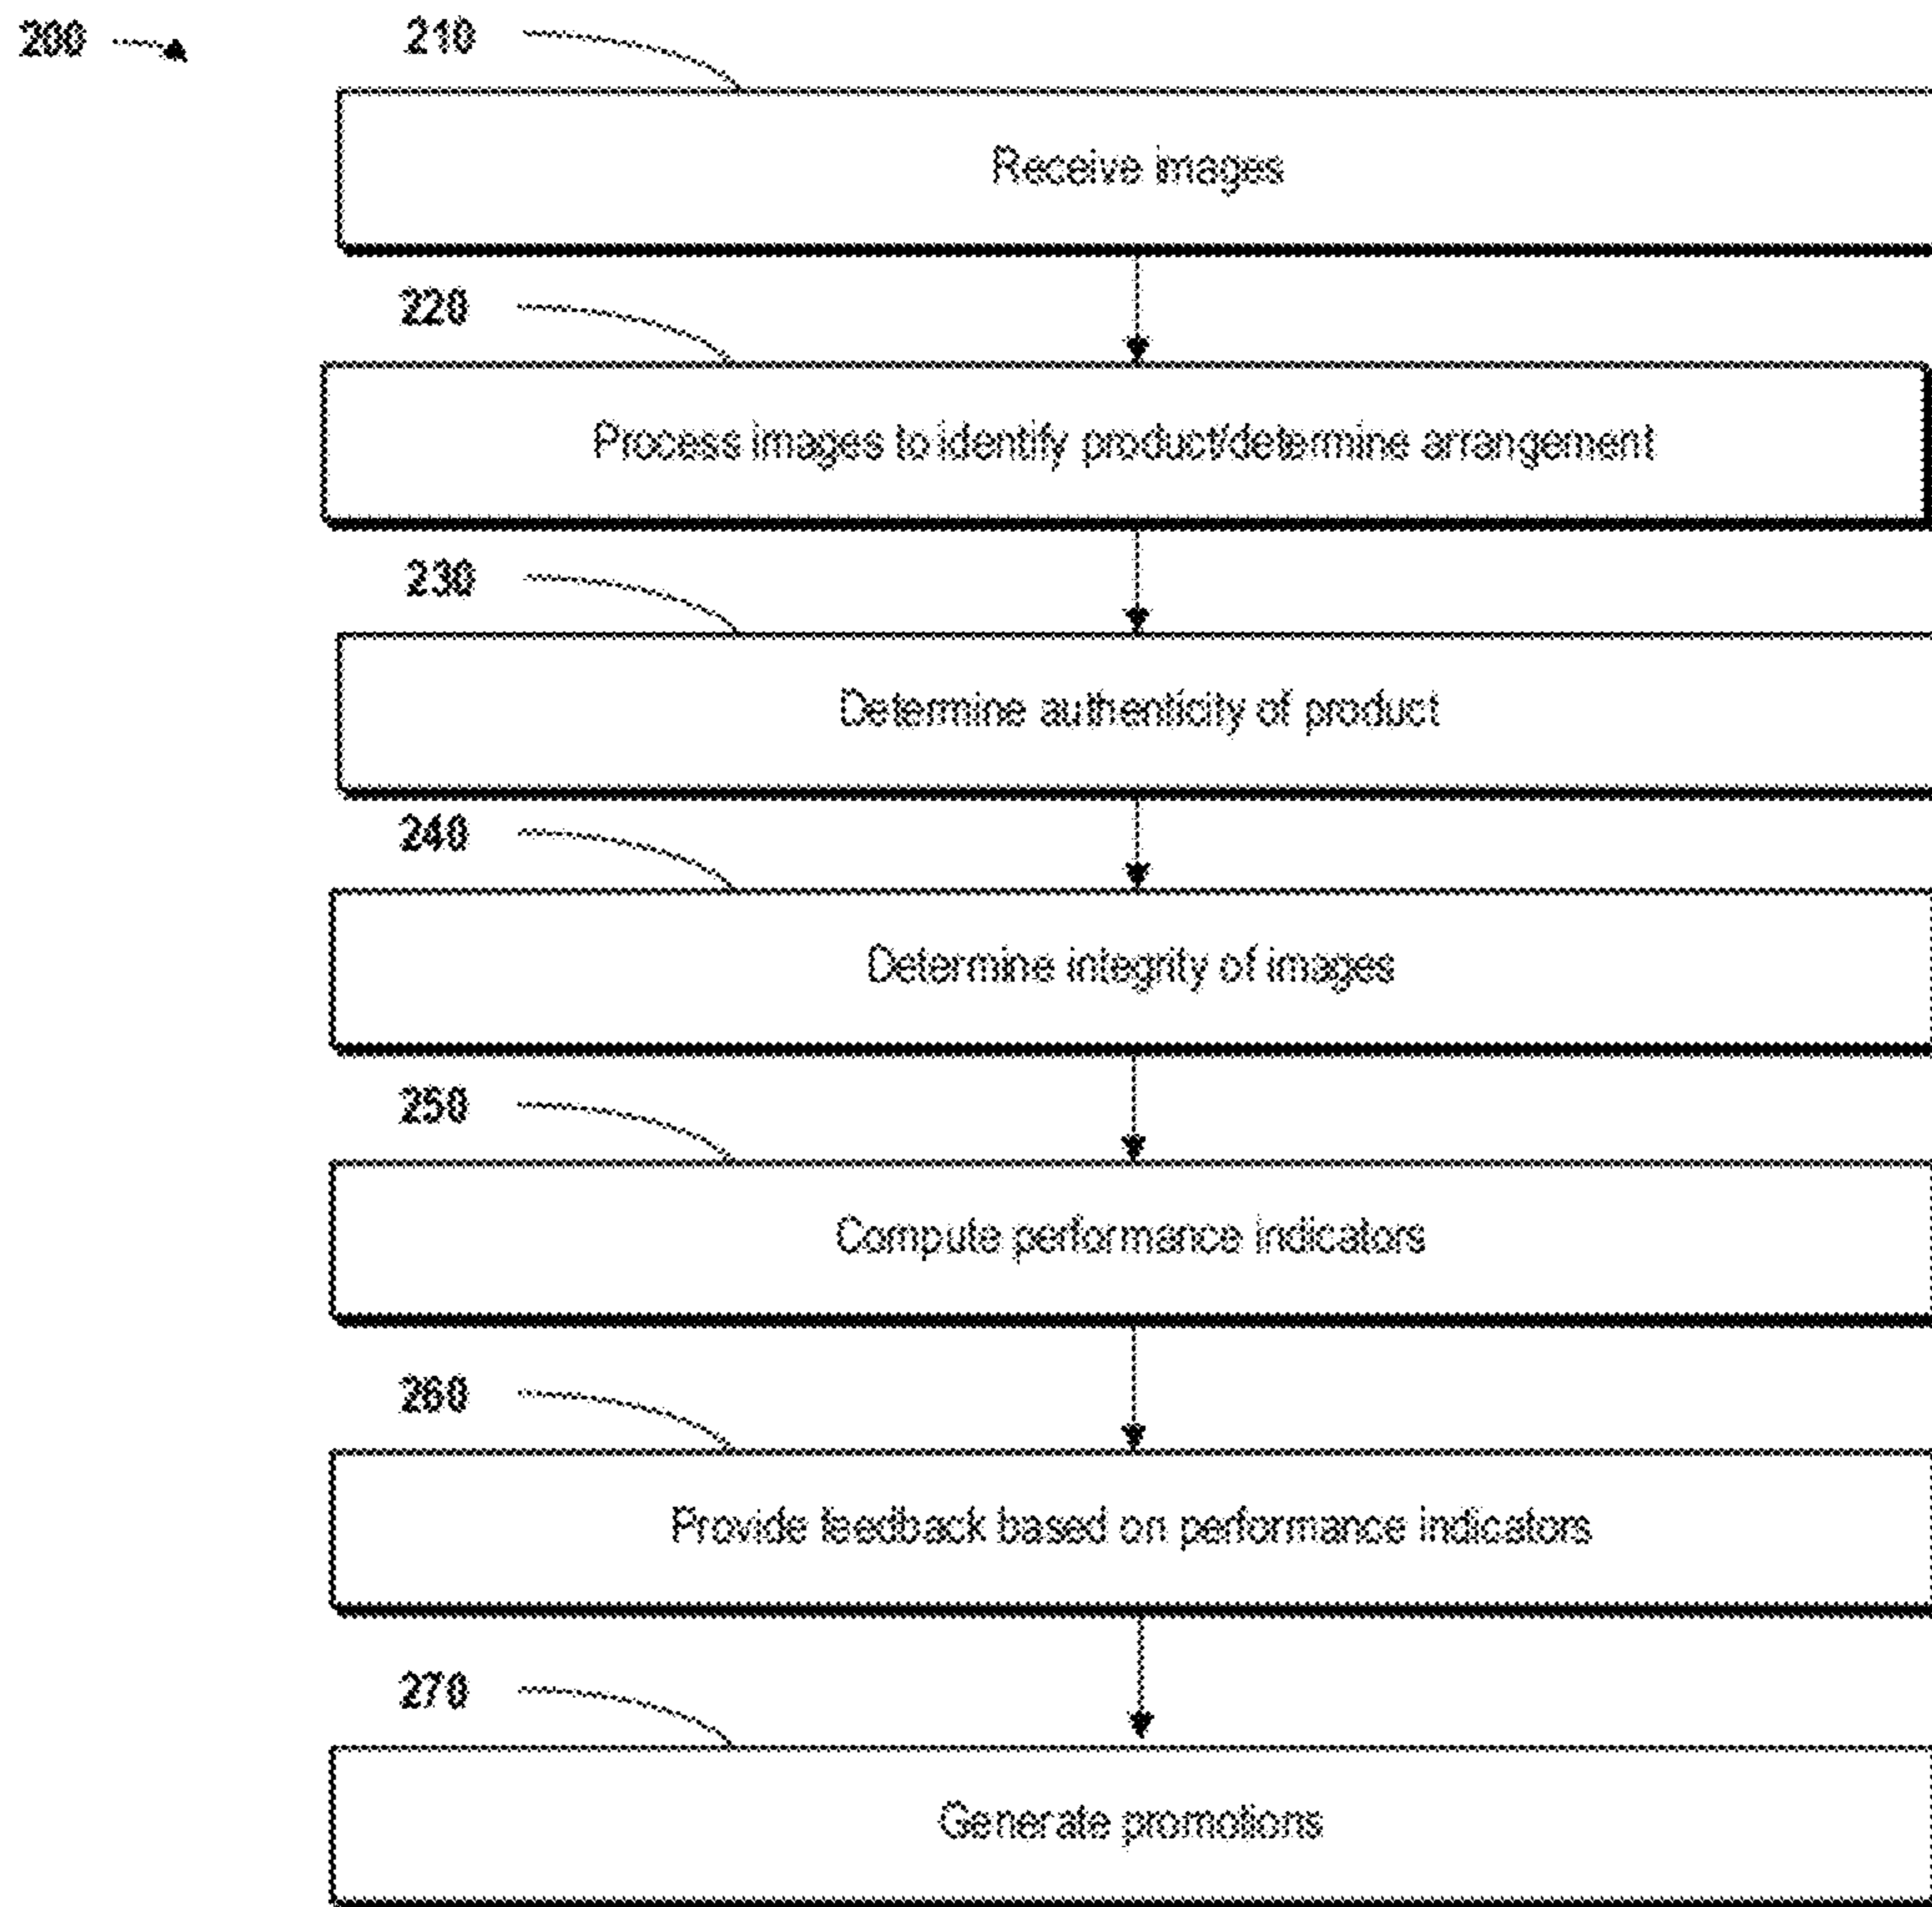 200
210
Receive images
220
Process images to identify product/determine arrangement
230
Determine authenticity of product
240
Determine integrity of images
250
Compute performance indicators
260
Provide feedback based on performance indicators
270
Generate promotions